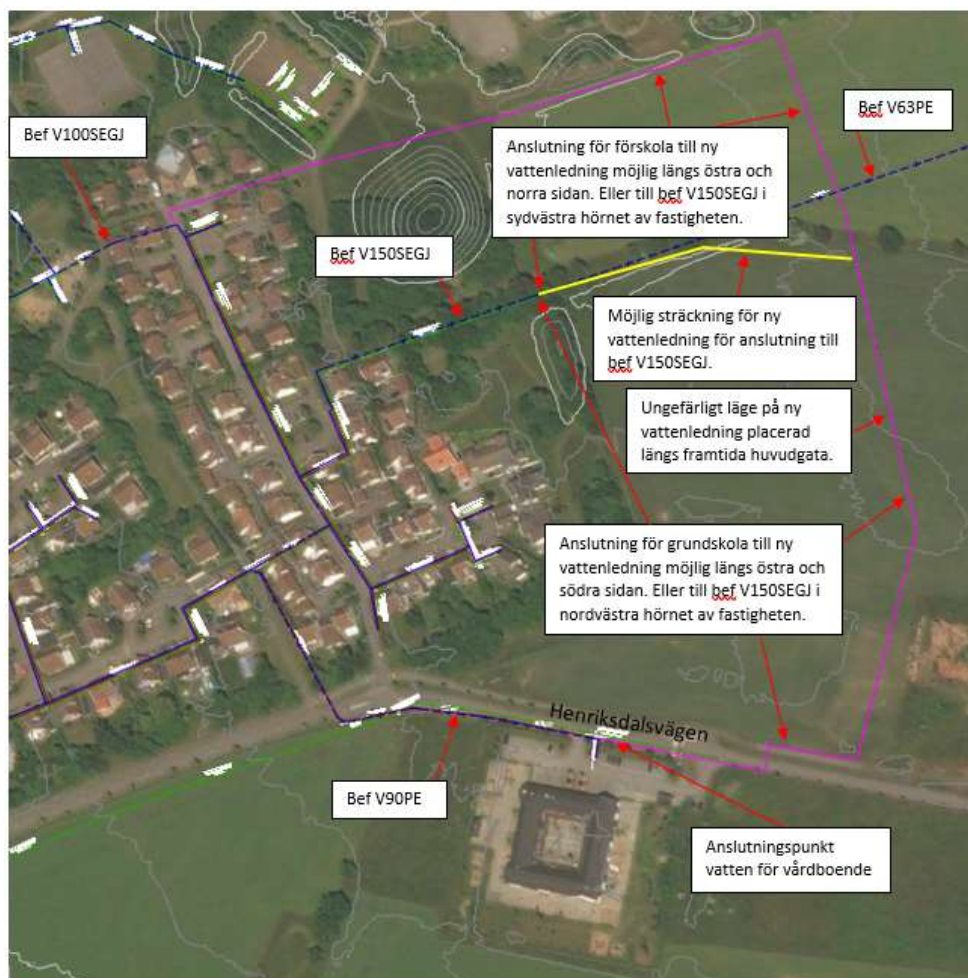 Bef V63PE
Bef V100SEGJ
Anslutning för förskola till ny
vattenledning möjlig längs östra och
norra sidan. Eller till bef V150SEGJ i
sydvästra hörnet av fastigheten.
Bef V150SEGJ
Möjlig sträckning för ny
vattenledning för anslutning till
bef V150SEGJ.
Ungefärligt läge på ny
vattenledning placerad
längs framtida huvudgata.
Anslutning för grundskola till ny
vattenledning möjlig längs östra och
södra sidan. Eller till bef V150SEGJ i
nordvästra hörnet av fastigheten.
Henriksdalsvägen
Bef V90PE
Anslutningspunkt
vatten för vårdboende